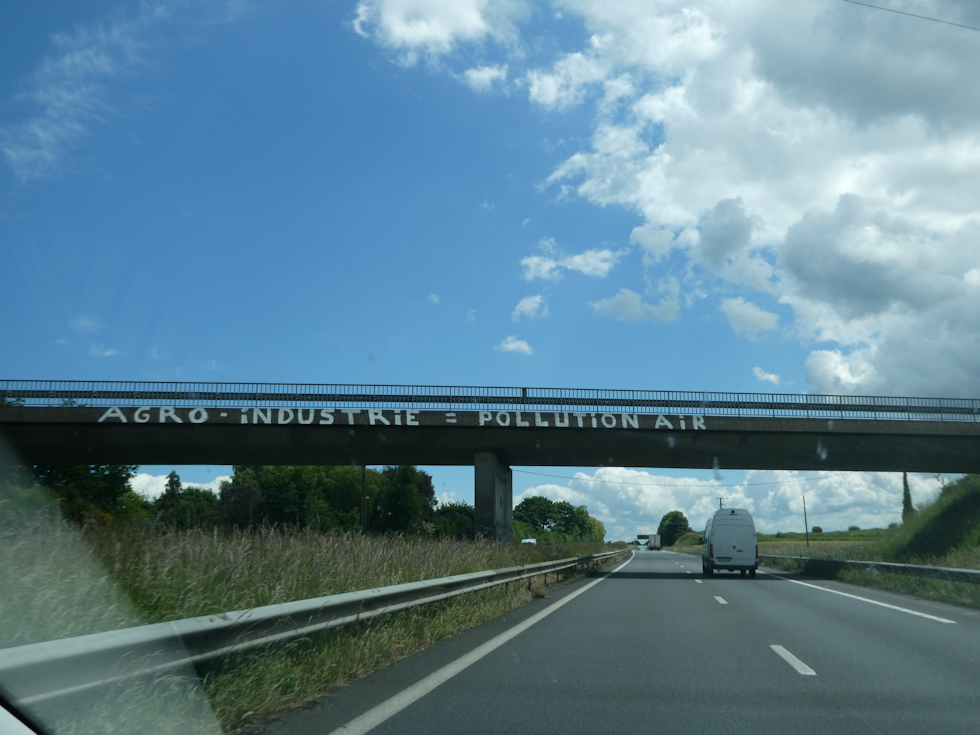 AGRO - iNDUSTRiE = POLLUTiON AiR